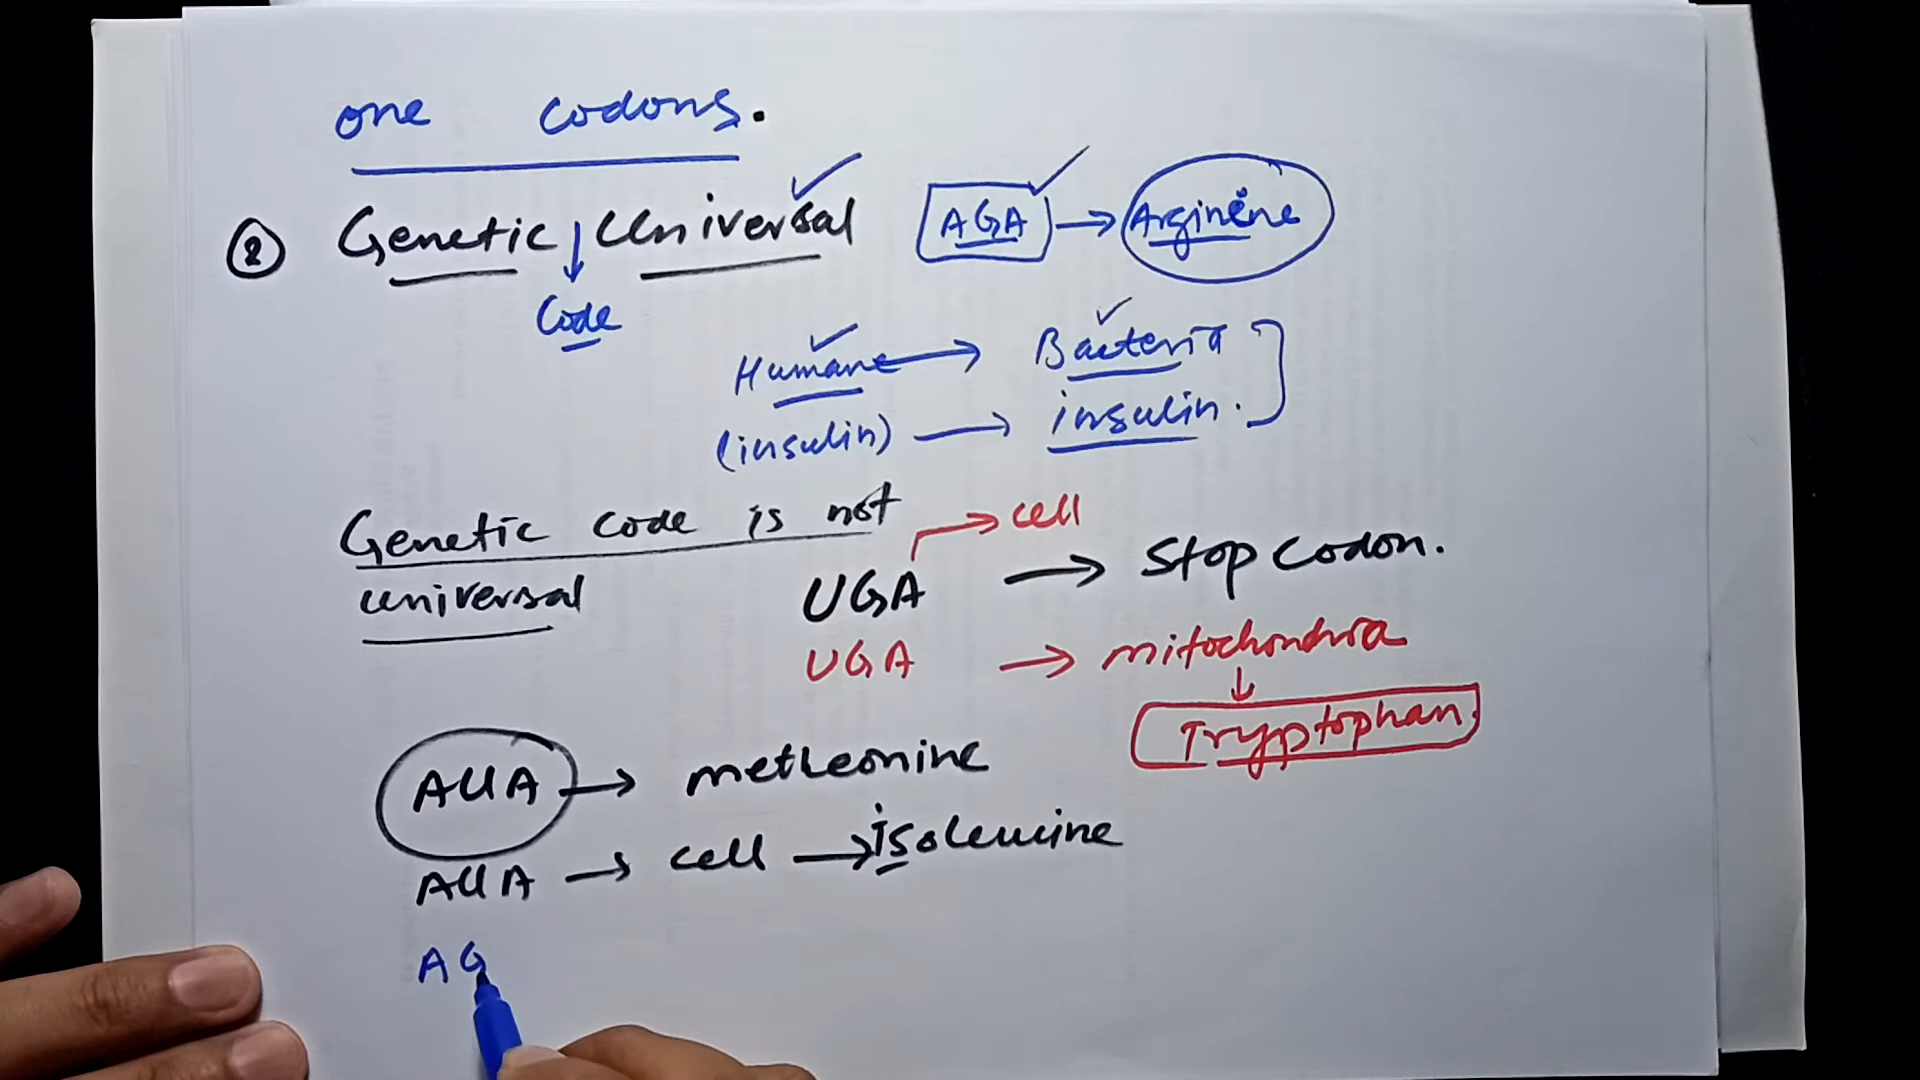 one codons.
② Genetic Universal AGA → Arginine
Code
Humane → Bacteria
(insulin) → insulin.
Genetic code is not
universal
→ cell
UGA → Stop Codon.
UGA → mitochondria
↓
Tryptophan.
AUA → metheonine
AUA → cell → isoleucine
AG